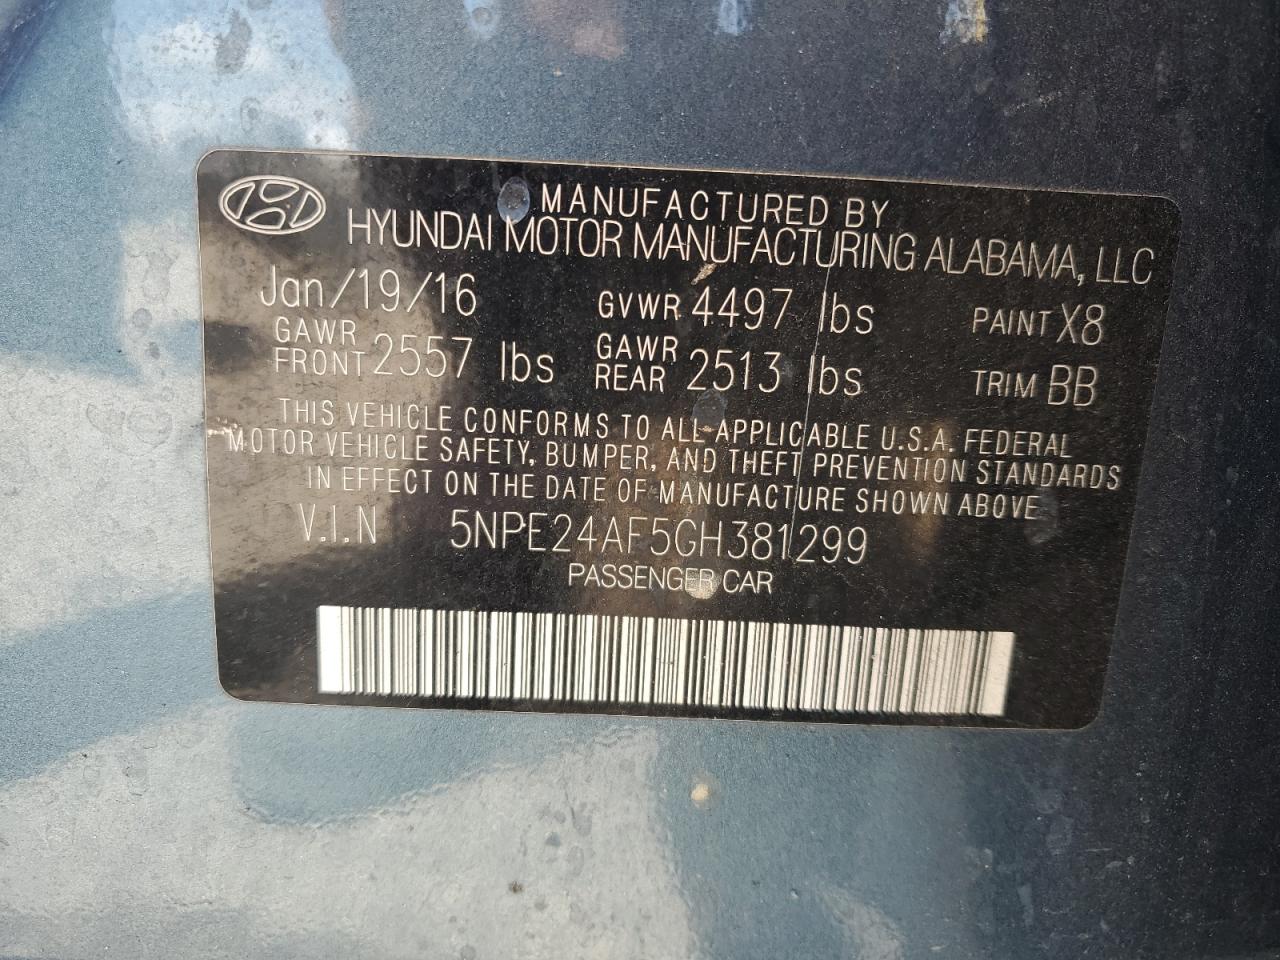 MANUFACTURED BY
HYUNDAI MOTOR MANUFACTURING ALABAMA, LLC
Jan/19/16 GVWR 4497 lbs PAINT X8
GAWR FRONT 2557 lbs GAWR REAR 2513 lbs TRIM BB
THIS VEHICLE CONFORMS TO ALL APPLICABLE U.S.A. FEDERAL
MOTOR VEHICLE SAFETY, BUMPER, AND THEFT PREVENTION STANDARDS
IN EFFECT ON THE DATE OF MANUFACTURE SHOWN ABOVE
V.I.N 5NPE24AF5GH381299
PASSENGER CAR